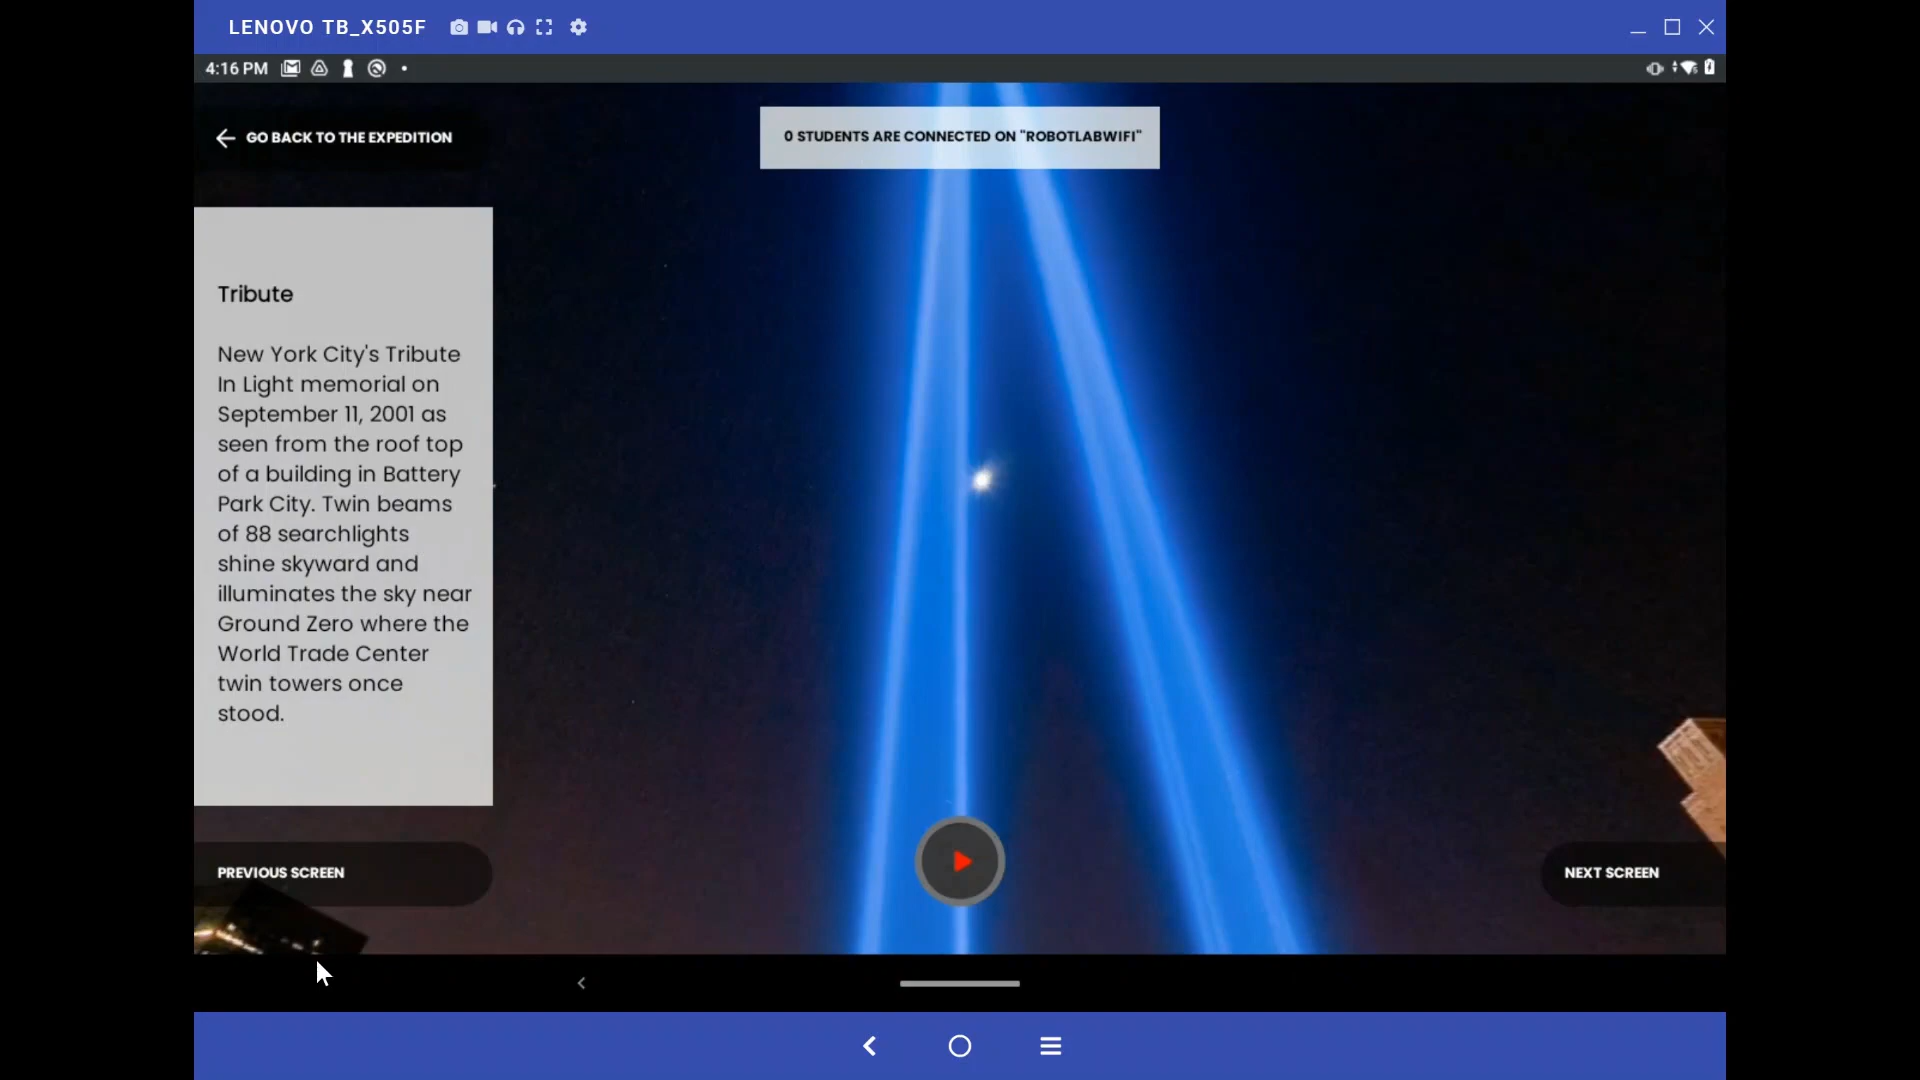 LENOVO TB_X505F
4:16 PM
GO BACK TO THE EXPEDITION
0 STUDENTS ARE CONNECTED ON "ROBOTLABWIFI"
Tribute
New York City's Tribute
In Light memorial on
September 11, 2001 as
seen from the roof top
of a building in Battery
Park City. Twin beams
of 88 searchlights
shine skyward and
illuminates the sky near
Ground Zero where the
World Trade Center
twin towers once
stood.
PREVIOUS SCREEN
NEXT SCREEN